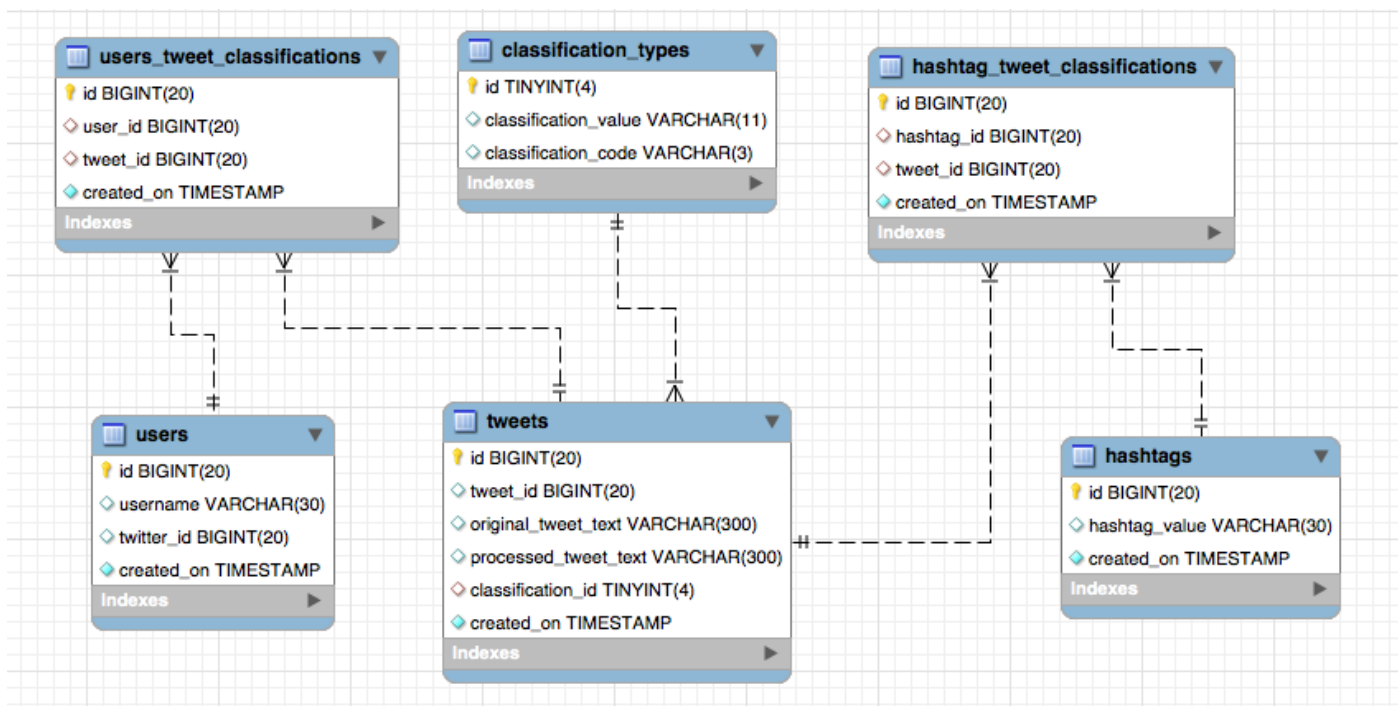 users_tweet_classifications
id BIGINT(20)
user_id BIGINT(20)
tweet_id BIGINT(20)
created_on TIMESTAMP
Indexes
classification_types
id TINYINT(4)
classification_value VARCHAR(11)
classification_code VARCHAR(3)
Indexes
hashtag_tweet_classifications
id BIGINT(20)
hashtag_id BIGINT(20)
tweet_id BIGINT(20)
created_on TIMESTAMP
Indexes
users
id BIGINT(20)
username VARCHAR(30)
twitter_id BIGINT(20)
created_on TIMESTAMP
Indexes
tweets
id BIGINT(20)
tweet_id BIGINT(20)
original_tweet_text VARCHAR(300)
processed_tweet_text VARCHAR(300)
classification_id TINYINT(4)
created_on TIMESTAMP
Indexes
hashtags
id BIGINT(20)
hashtag_value VARCHAR(30)
created_on TIMESTAMP
Indexes